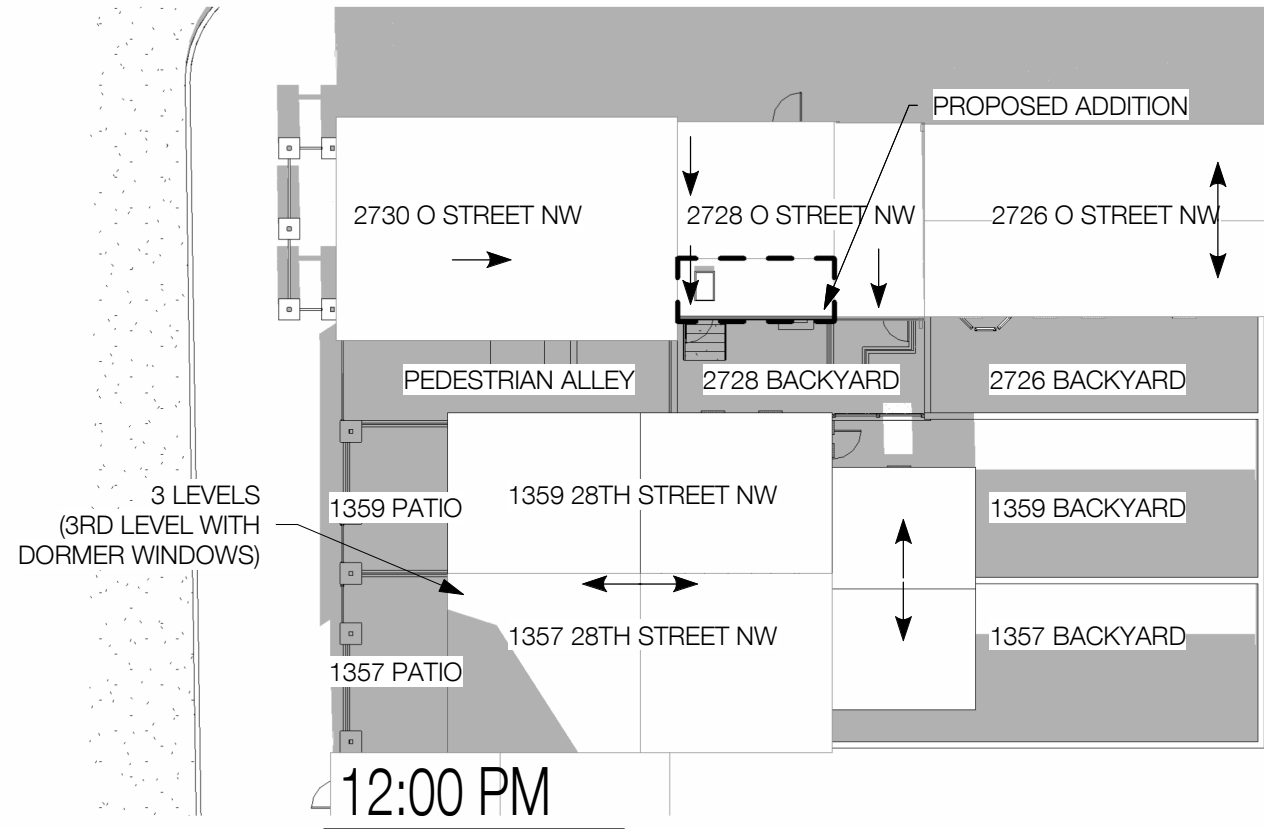 PROPOSED ADDITION
2730 O STREET NW
2728 O STREET NW
2726 O STREET NW
PEDESTRIAN ALLEY
2728 BACKYARD
2726 BACKYARD
3 LEVELS
(3RD LEVEL WITH
DORMER WINDOWS)
1359 PATIO
1359 28TH STREET NW
1359 BACKYARD
1357 28TH STREET NW
1357 BACKYARD
1357 PATIO
12:00 PM